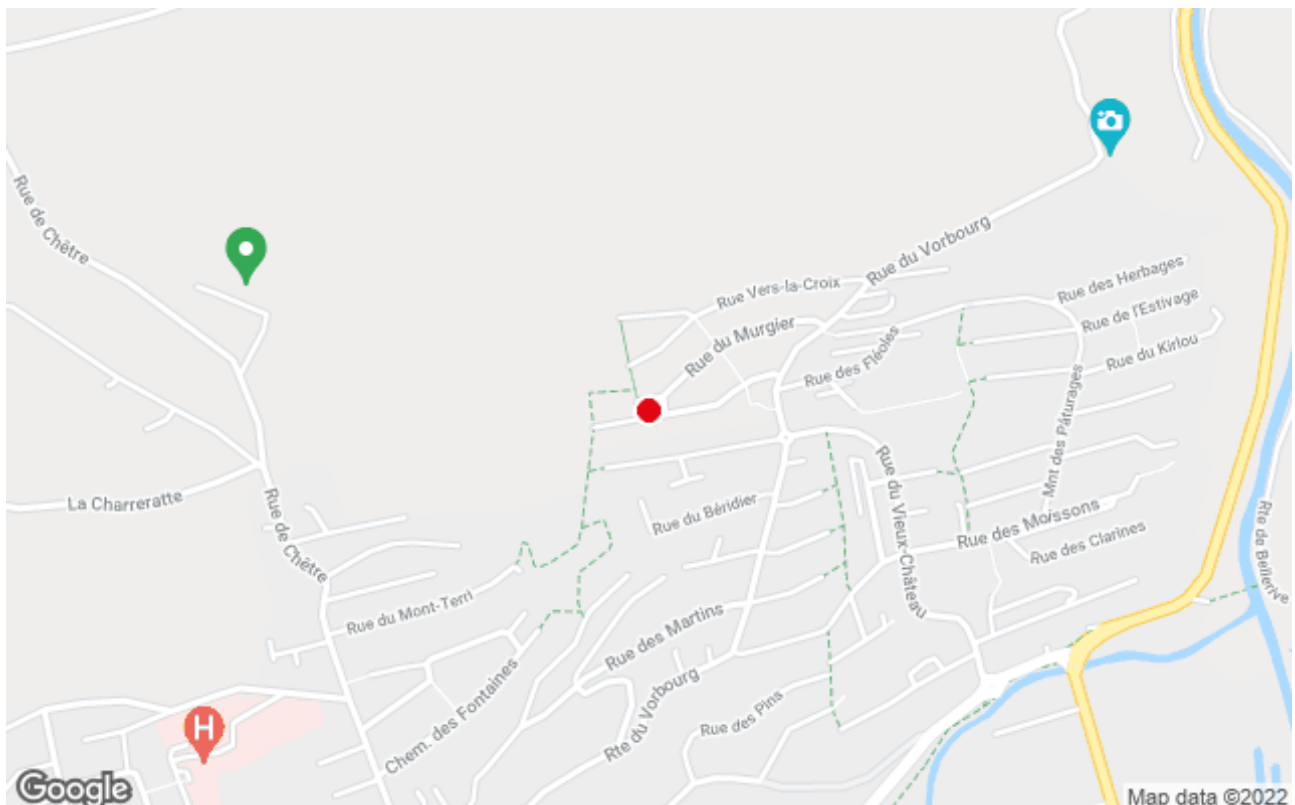 Rue de Chêtre
Rue du Vorbourg
Rue Vers-la-Croix
Rue des Herbages
Rue du Murgier
Rue de l'Estivage
Rue des Fléoles
Rue du Kirlou
Mnt des Pâturages
La Charreratte
Rue de Chêtre
Rue du Béridier
Rue du Vieux-Château
Rue des Moissons
Rue des Clarines
Rte de Bellerive
Rue du Mont-Terri
Rue des Martins
Chem. des Fontaines
Rte du Vorbourg
Rue des Pins
H
Google
Map data ©2022